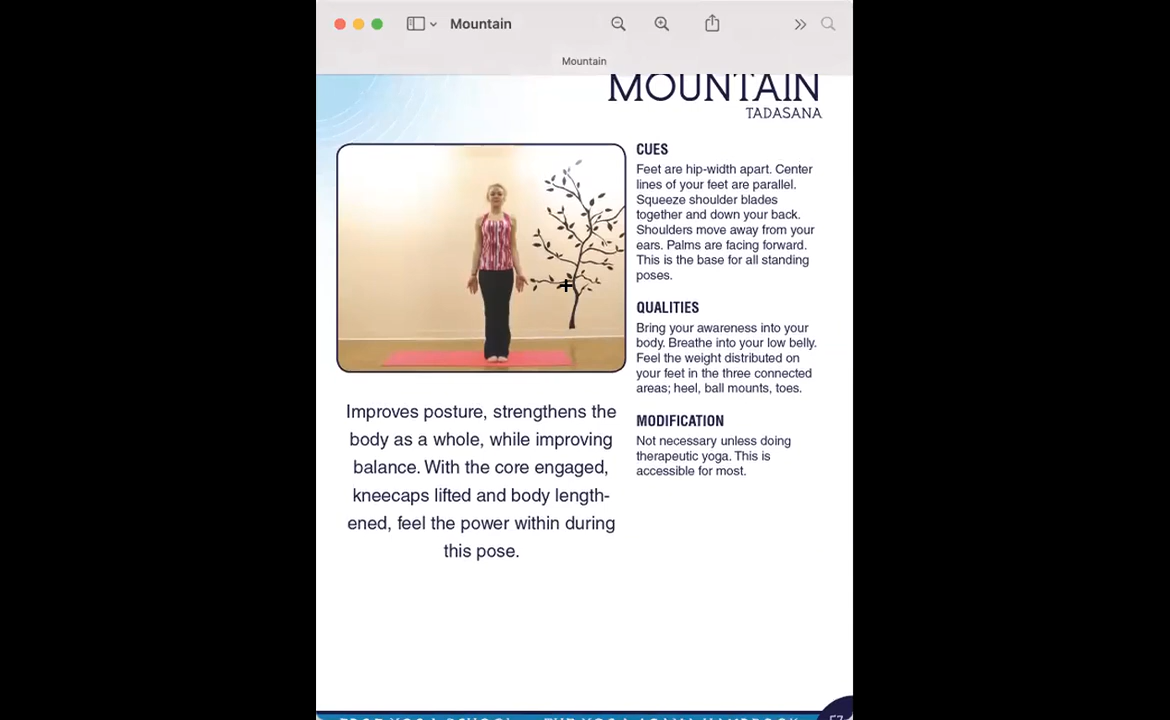 Mountain
Mountain
MOUNTAIN
TADASANA
CUES
Feet are hip-width apart. Center
lines of your feet are parallel.
Squeeze shoulder blades
together and down your back.
Shoulders move away from your
ears. Palms are facing forward.
This is the base for all standing
poses.
QUALITIES
Bring your awareness into your
body. Breathe into your low belly.
Feel the weight distributed on
your feet in the three connected
areas; heel, ball mounts, toes.
MODIFICATION
Not necessary unless doing
therapeutic yoga. This is
accessible for most.
Improves posture, strengthens the
body as a whole, while improving
balance. With the core engaged,
kneecaps lifted and body length-
ened, feel the power within during
this pose.